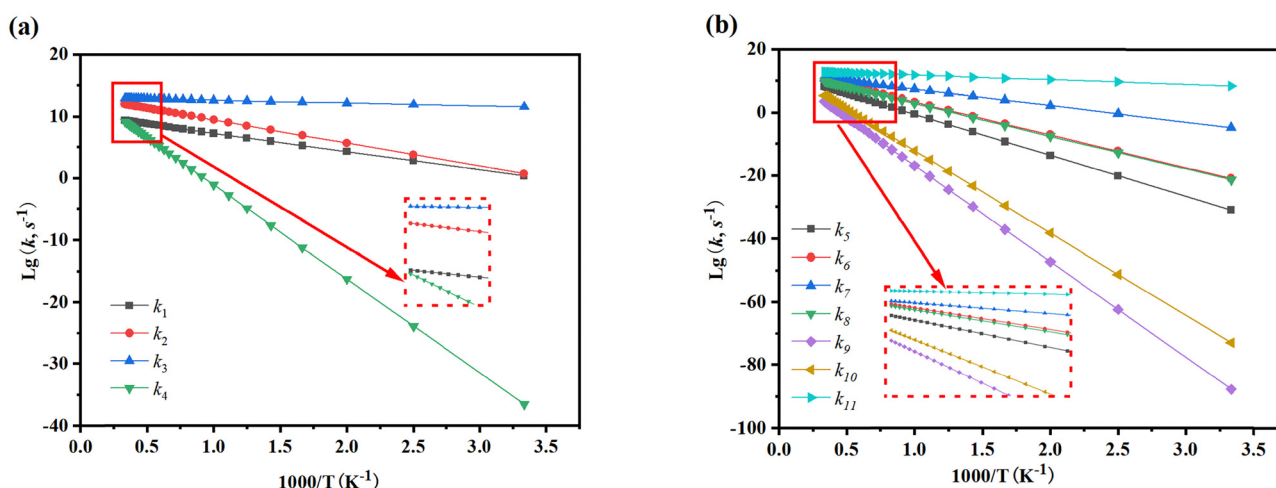 (a)
20
10
0
-10
-20
-30
-40
Lg (k, s⁻¹)
k₁
k₂
k₃
k₄
0.0 0.5 1.0 1.5 2.0 2.5 3.0 3.5
1000/T (K⁻¹)
(b)
20
0
-20
-40
-60
-80
-100
Lg (k, s⁻¹)
k₅
k₆
k₇
k₈
k₉
k₁₀
k₁₁
0.0 0.5 1.0 1.5 2.0 2.5 3.0 3.5
1000/T (K⁻¹)